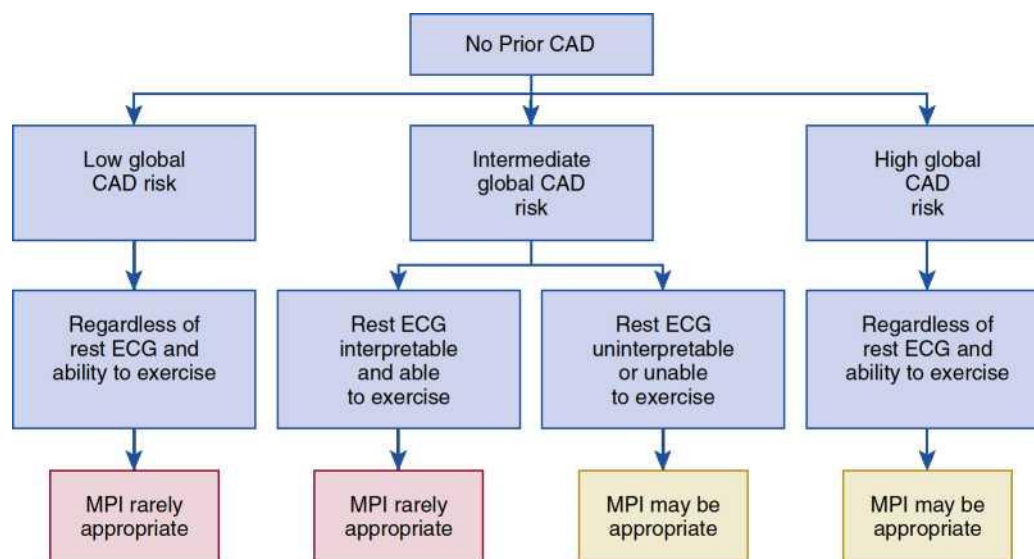 No Prior CAD
Low global
CAD risk
Intermediate
global CAD
risk
High global
CAD
risk
Regardless of
rest ECG and
ability to exercise
Rest ECG
interpretable
and able
to exercise
Rest ECG
uninterpretable
or unable
to exercise
Regardless of
rest ECG and
ability to exercise
MPI rarely
appropriate
MPI rarely
appropriate
MPI may be
appropriate
MPI may be
appropriate